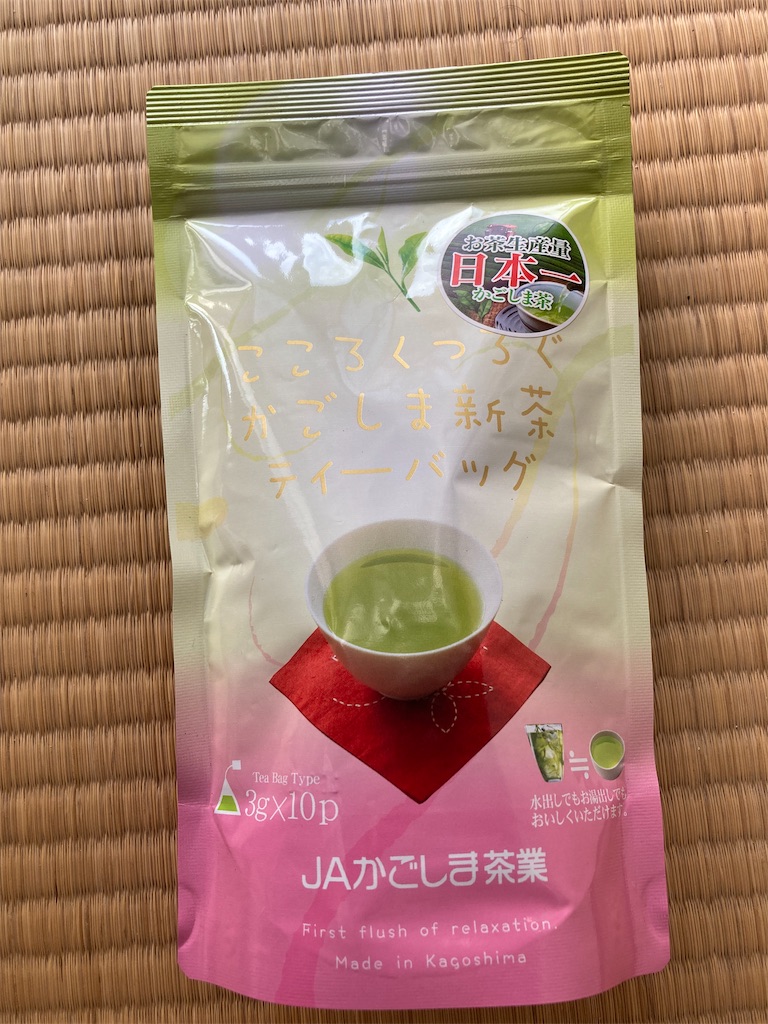 お茶生産量
日本一
かごしま茶
こころくつろぐ
かごしま新茶
ティーバッグ
Tea Bag Type
3g×10p
≒
水出しでもお湯出しでも
おいしくいただけます。
JAかごしま茶業
First flush of relaxation.
Made in Kagoshima